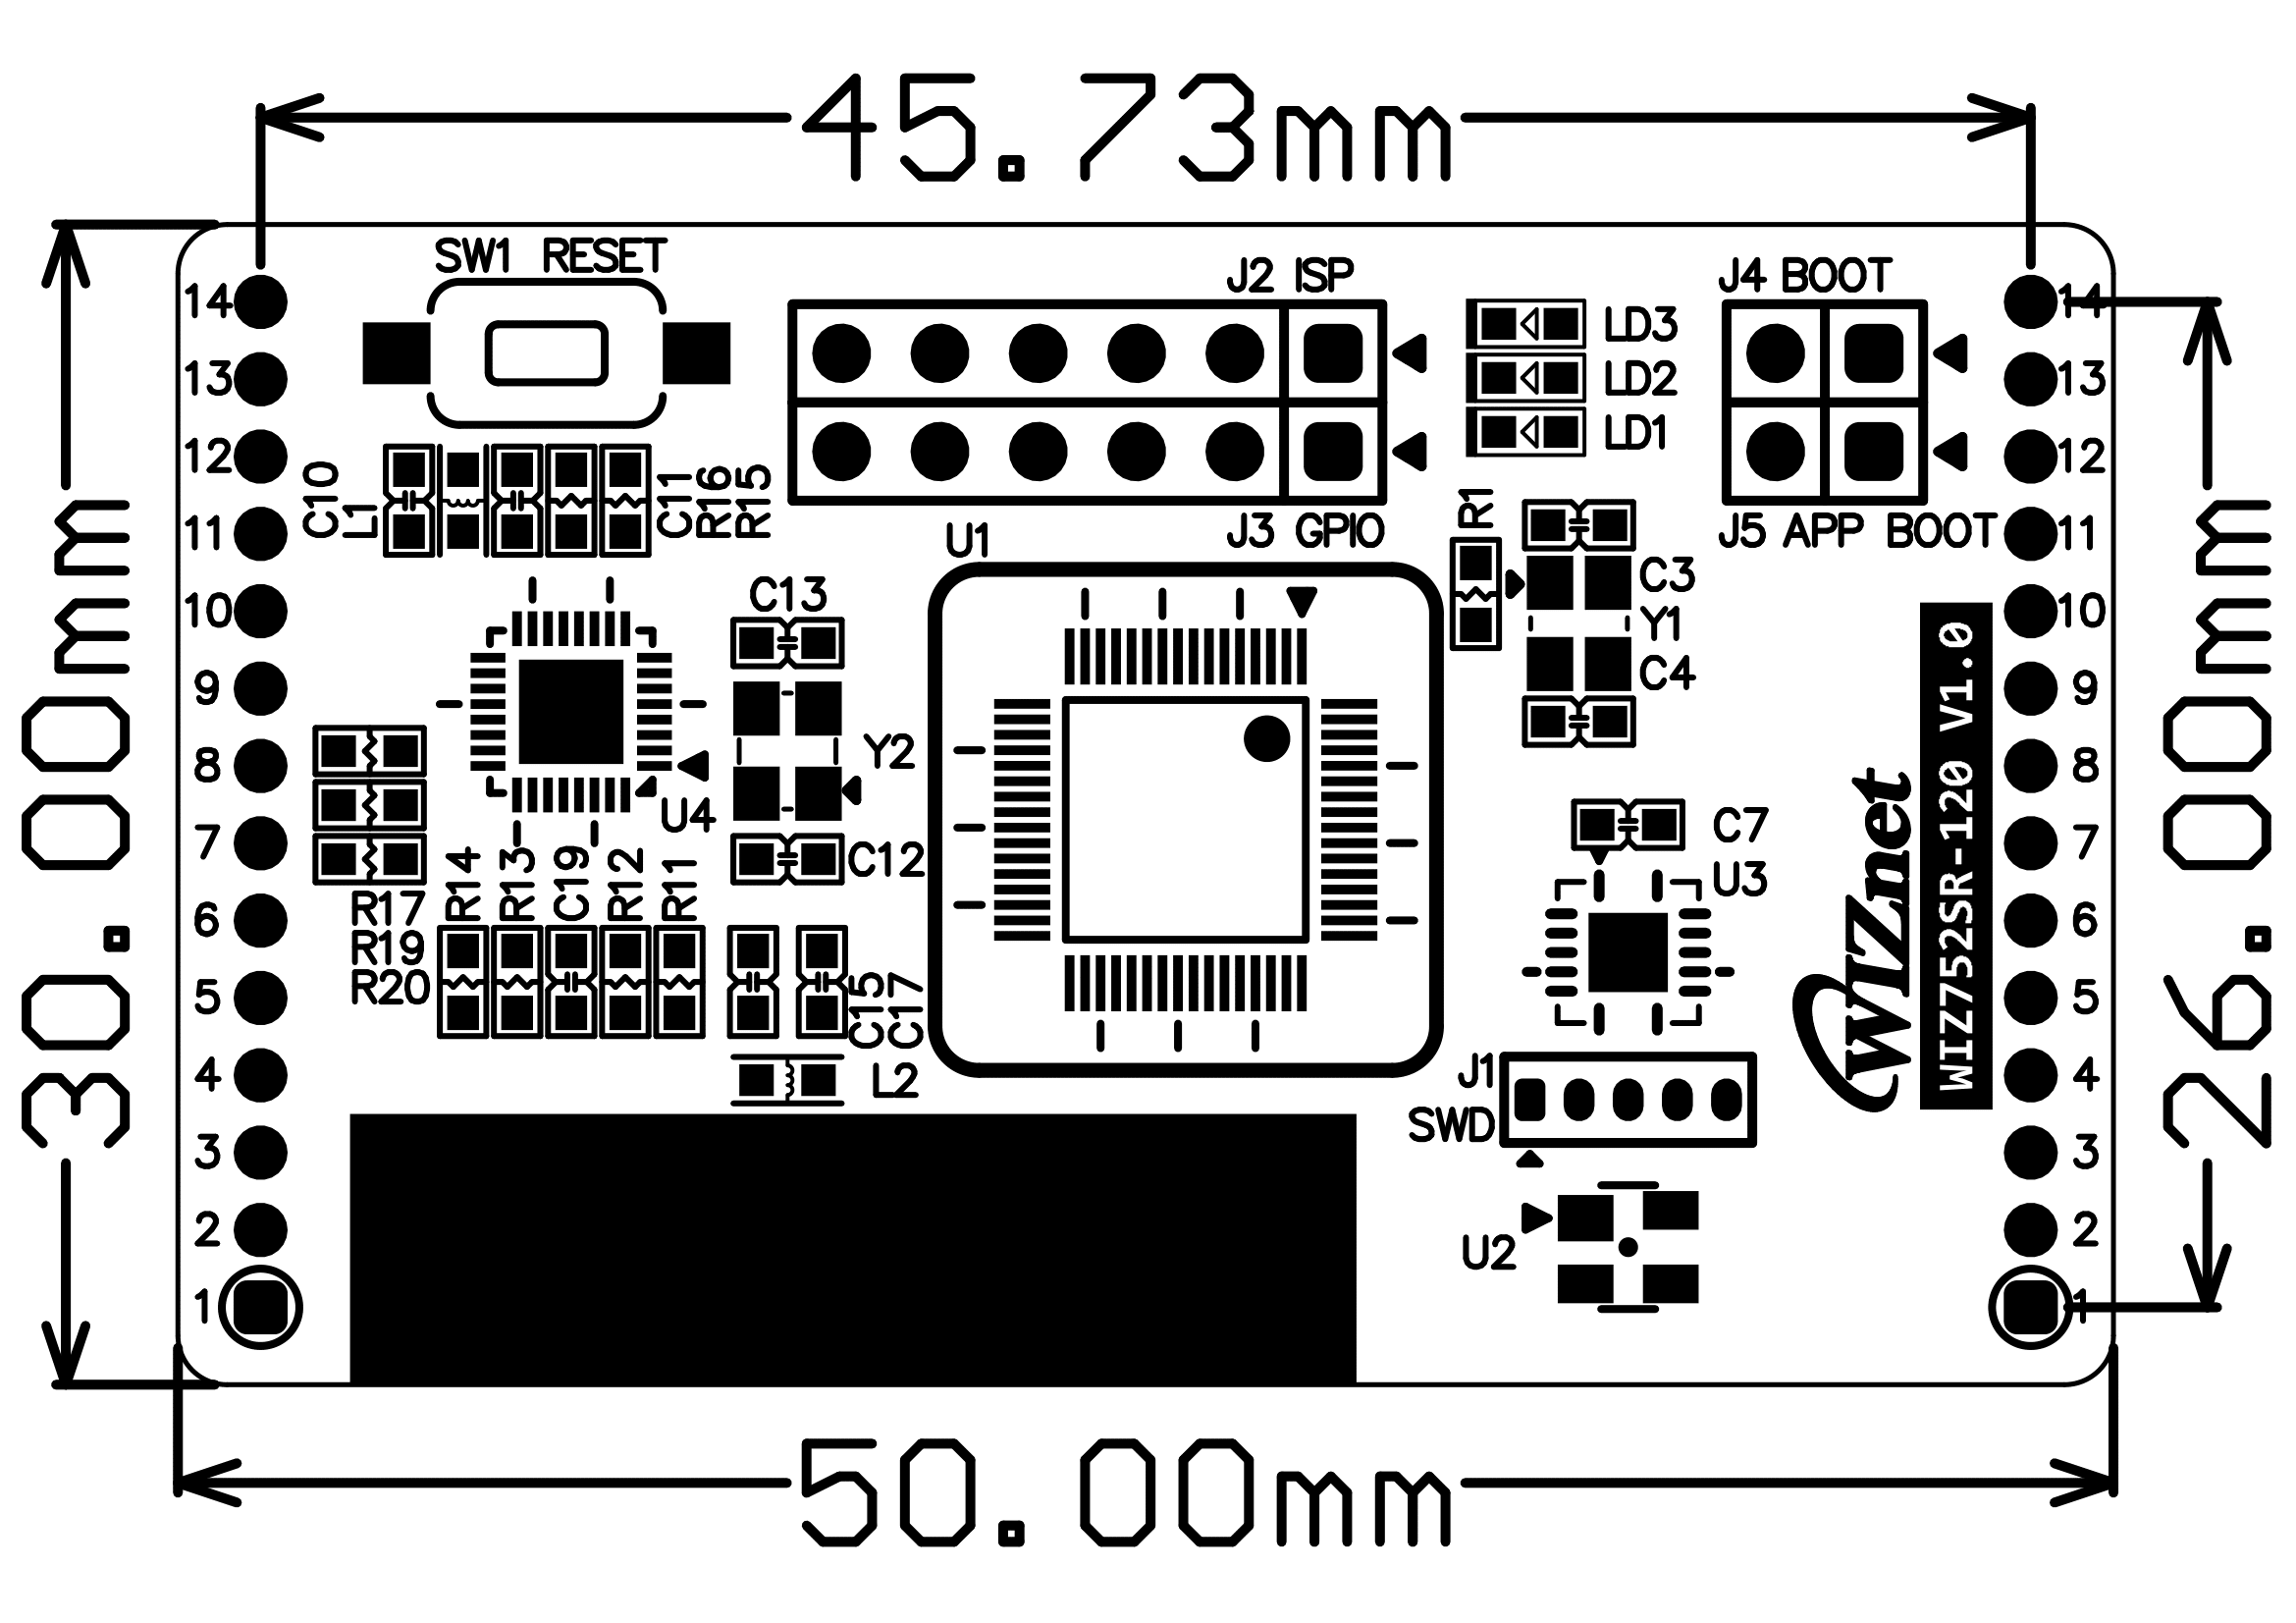 45.73mm
SW1 RESET
J2 ISP
J4 BOOT
14
14
LD3
13
13
LD2
LD1
12
12
C10
L1
C11
R16
R15
R1
11
U1
J3 GPIO
J5 APP BOOT
11
C13
C3
10
Y1
10
C4
9
9
30.00mm
26.00mm
WIZ752SR-120 V1.0
WIZnet
8
Y2
8
U4
C7
7
C12
7
U3
R14
R13
C19
R12
R11
R17
6
6
R19
R20
5
5
C15
C17
4
L2
J1
4
SWD
3
3
2
U2
2
1
1
50.00mm